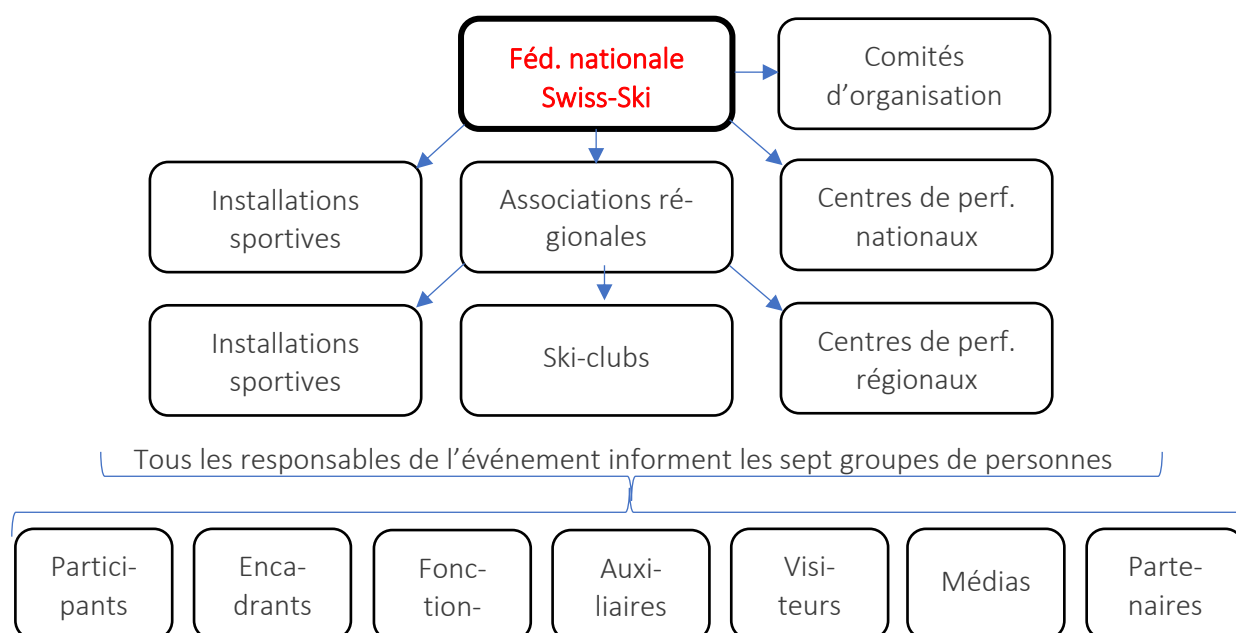 Féd. nationale
Swiss-Ski
Comités
d’organisation
Installations
sportives
Associations ré-
gionales
Centres de perf.
nationaux
Installations
sportives
Ski-clubs
Centres de perf.
régionaux
Tous les responsables de l’événement informent les sept groupes de personnes
Partici-
pants
Enca-
drants
Fonc-
tion-
Auxi-
liaires
Visi-
teurs
Médias
Parte-
naires